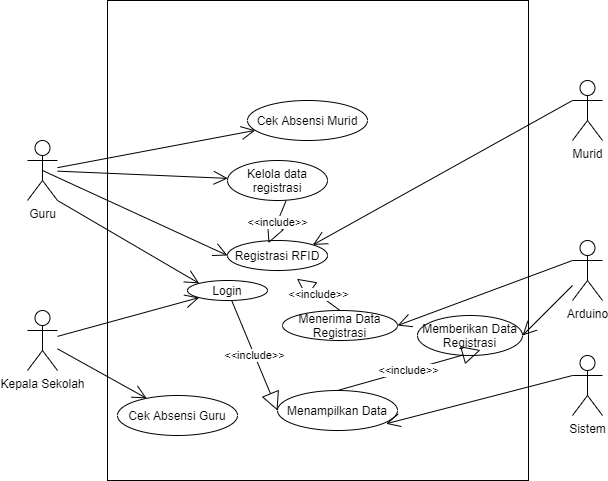 Cek Absensi Murid
Murid
Kelola data
registrasi
Guru
<<include>>
Registrasi RFID
Login
<<include>>
Menerima Data
Registrasi
Arduino
Memberikan Data
Registrasi
<<include>>
<<include>>
Kepala Sekolah
Cek Absensi Guru
Menampilkan Data
Sistem